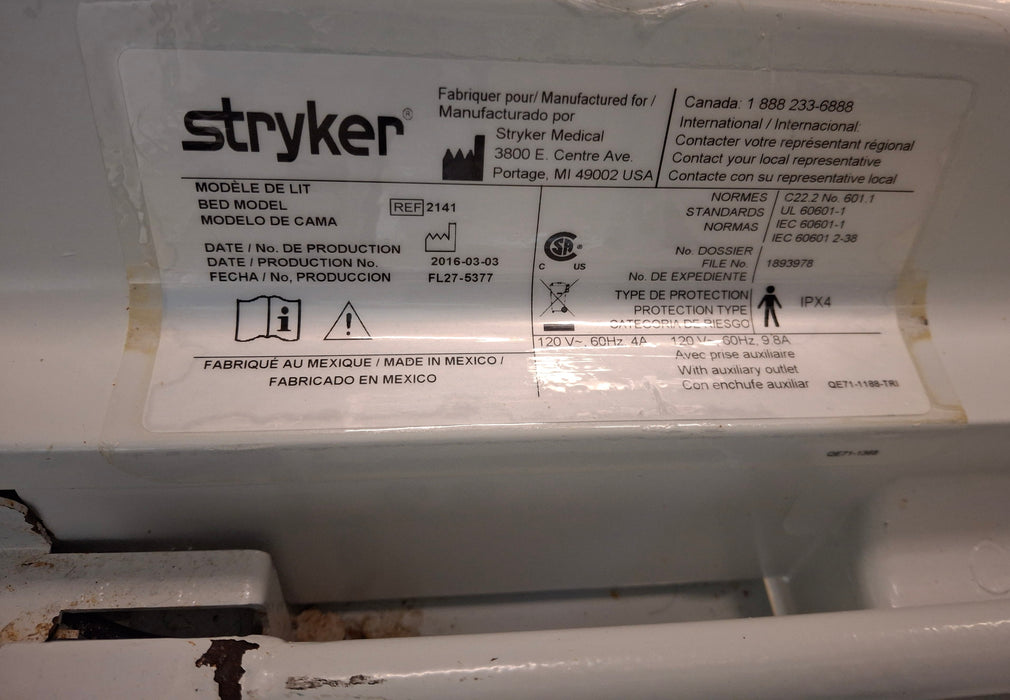 stryker®
Fabriquer pour/ Manufactured for /
Manufacturado por
Stryker Medical
3800 E. Centre Ave.
Portage, MI 49002 USA
Canada: 1 888 233-6888
International / Internacional:
Contacter votre représentant régional
Contact your local representative
Contacte con su representative local
MODÈLE DE LIT
BED MODEL
MODELO DE CAMA
REF 2141
DATE / No. DE PRODUCTION
DATE / PRODUCTION No.
FECHA / No, PRODUCCION
2016-03-03
FL27-5377
i
!
FABRIQUÉ AU MEXIQUE / MADE IN MEXICO /
FABRICADO EN MEXICO
CSA®
C US
NORMES
STANDARDS
NORMAS
C22.2 No. 601.1
UL 60601-1
IEC 60601-1
IEC 60601 2-38
No. DOSSIER
FILE No.
No. DE EXPEDIENTE
1893978
TYPE DE PROTECTION
PROTECTION TYPE
CATEGORIA DE RIESGO
IPX4
120 V~, 60Hz, 4A
120 V~, 60Hz, 9.8A
Avec prise auxiliaire
With auxiliary outlet
Con enchufe auxiliar
QE71-1188-TRI
QE71-1368